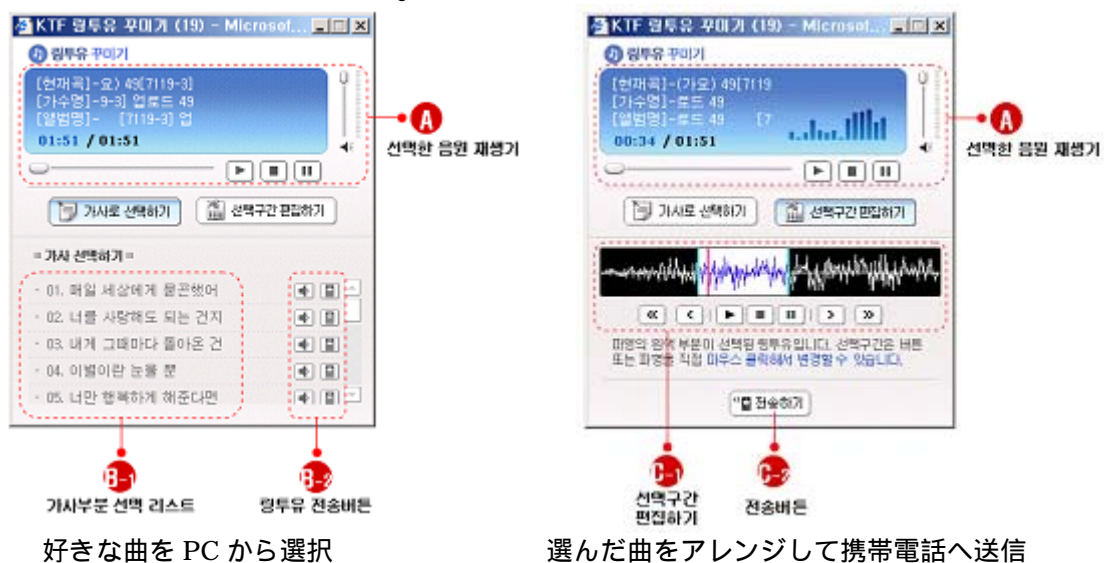 KTF 링투유 꾸미기 (19) - Microsof...
링투유 꾸미기
[현재곡]-요) 49[7119-3]
[가수명]-9-3] 업로드 49
[앨범명]- [7119-3] 업
01:51 / 01:51
가사로 선택하기
선택구간 편집하기
가사 선택하기
01. 매일 세상에게 물곤했어
02. 너를 사랑해도 되는 건지
03. 내게 그때마다 돌아온 건
04. 이별이란 눈물 뿐
05. 너만 행복하게 해준다면
A
선택한 음원 재생기
B-1
가사부분 선택 리스트
B-2
링투유 전송버튼
好きな曲を PC から選択
KTF 링투유 꾸미기 (19) - Microsof...
링투유 꾸미기
[현재곡]-(가요) 49[7119
[가수명]-로드 49
[앨범명]-로드 49 [7
00:34 / 01:51
가사로 선택하기
선택구간 편집하기
파형의 흰색 부분이 선택된 링투유입니다. 선택구간은 버튼
또는 파형을 직접 마우스 클릭해서 변경할 수 있습니다.
전송하기
A
선택한 음원 재생기
C-1
선택구간
편집하기
C-2
전송버튼
選んだ曲をアレンジして携帯電話へ送信